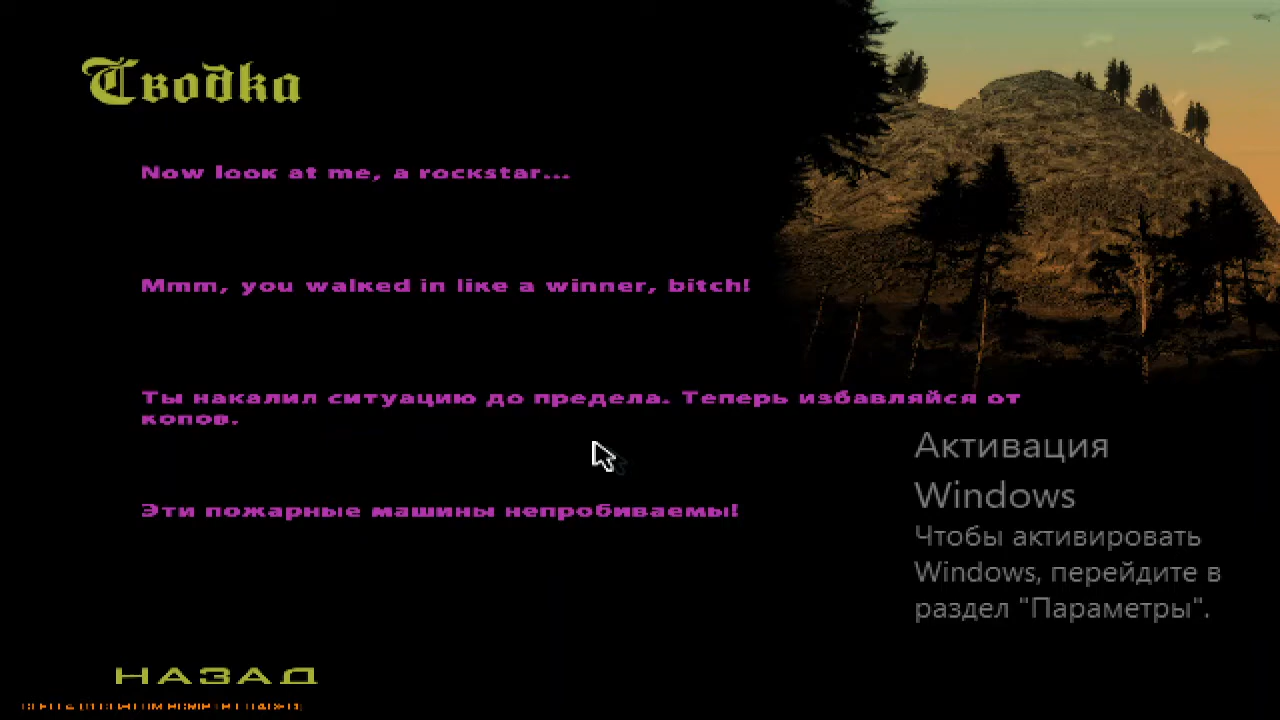 Сводка
Now look at me, a rockstar...
Mmm, you walked in like a winner, bitch!
Ты накалил ситуацию до предела. Теперь избавляйся от
копов.
Эти пожарные машины непробиваемы!
Активация
Windows
Чтобы активировать
Windows, перейдите в
раздел "Параметры".
НАЗАД